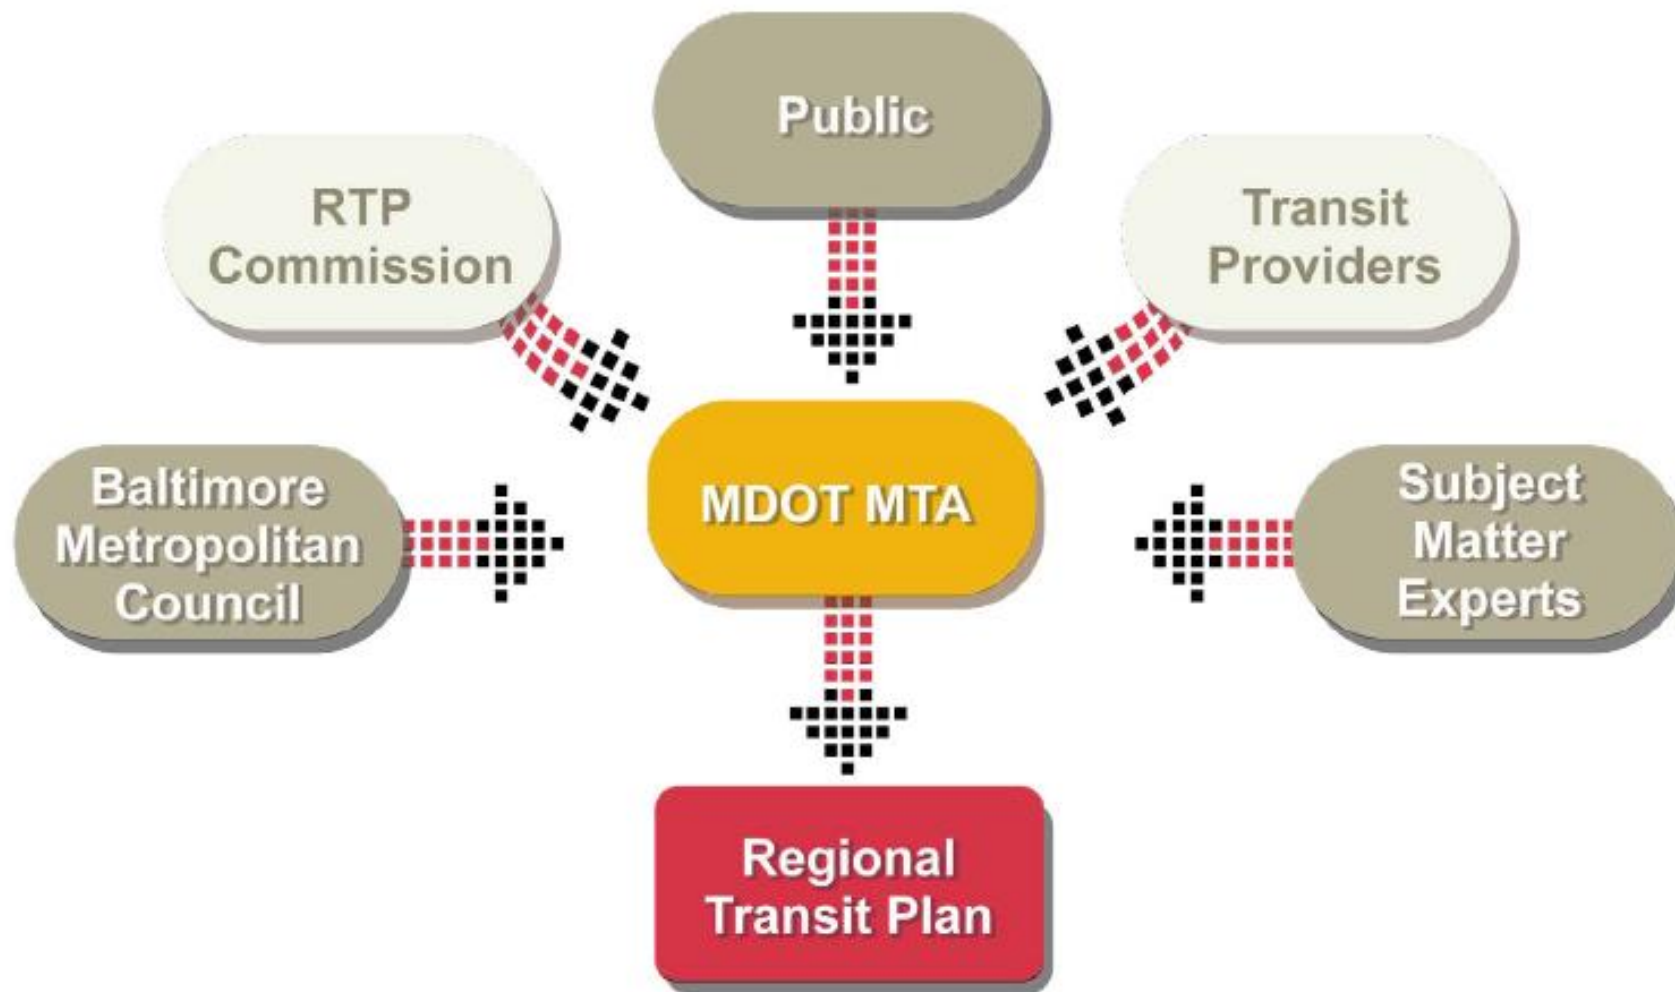 Public
RTP
Commission
Transit
Providers
Baltimore
Metropolitan
Council
MDOT MTA
Subject
Matter
Experts
Regional
Transit Plan